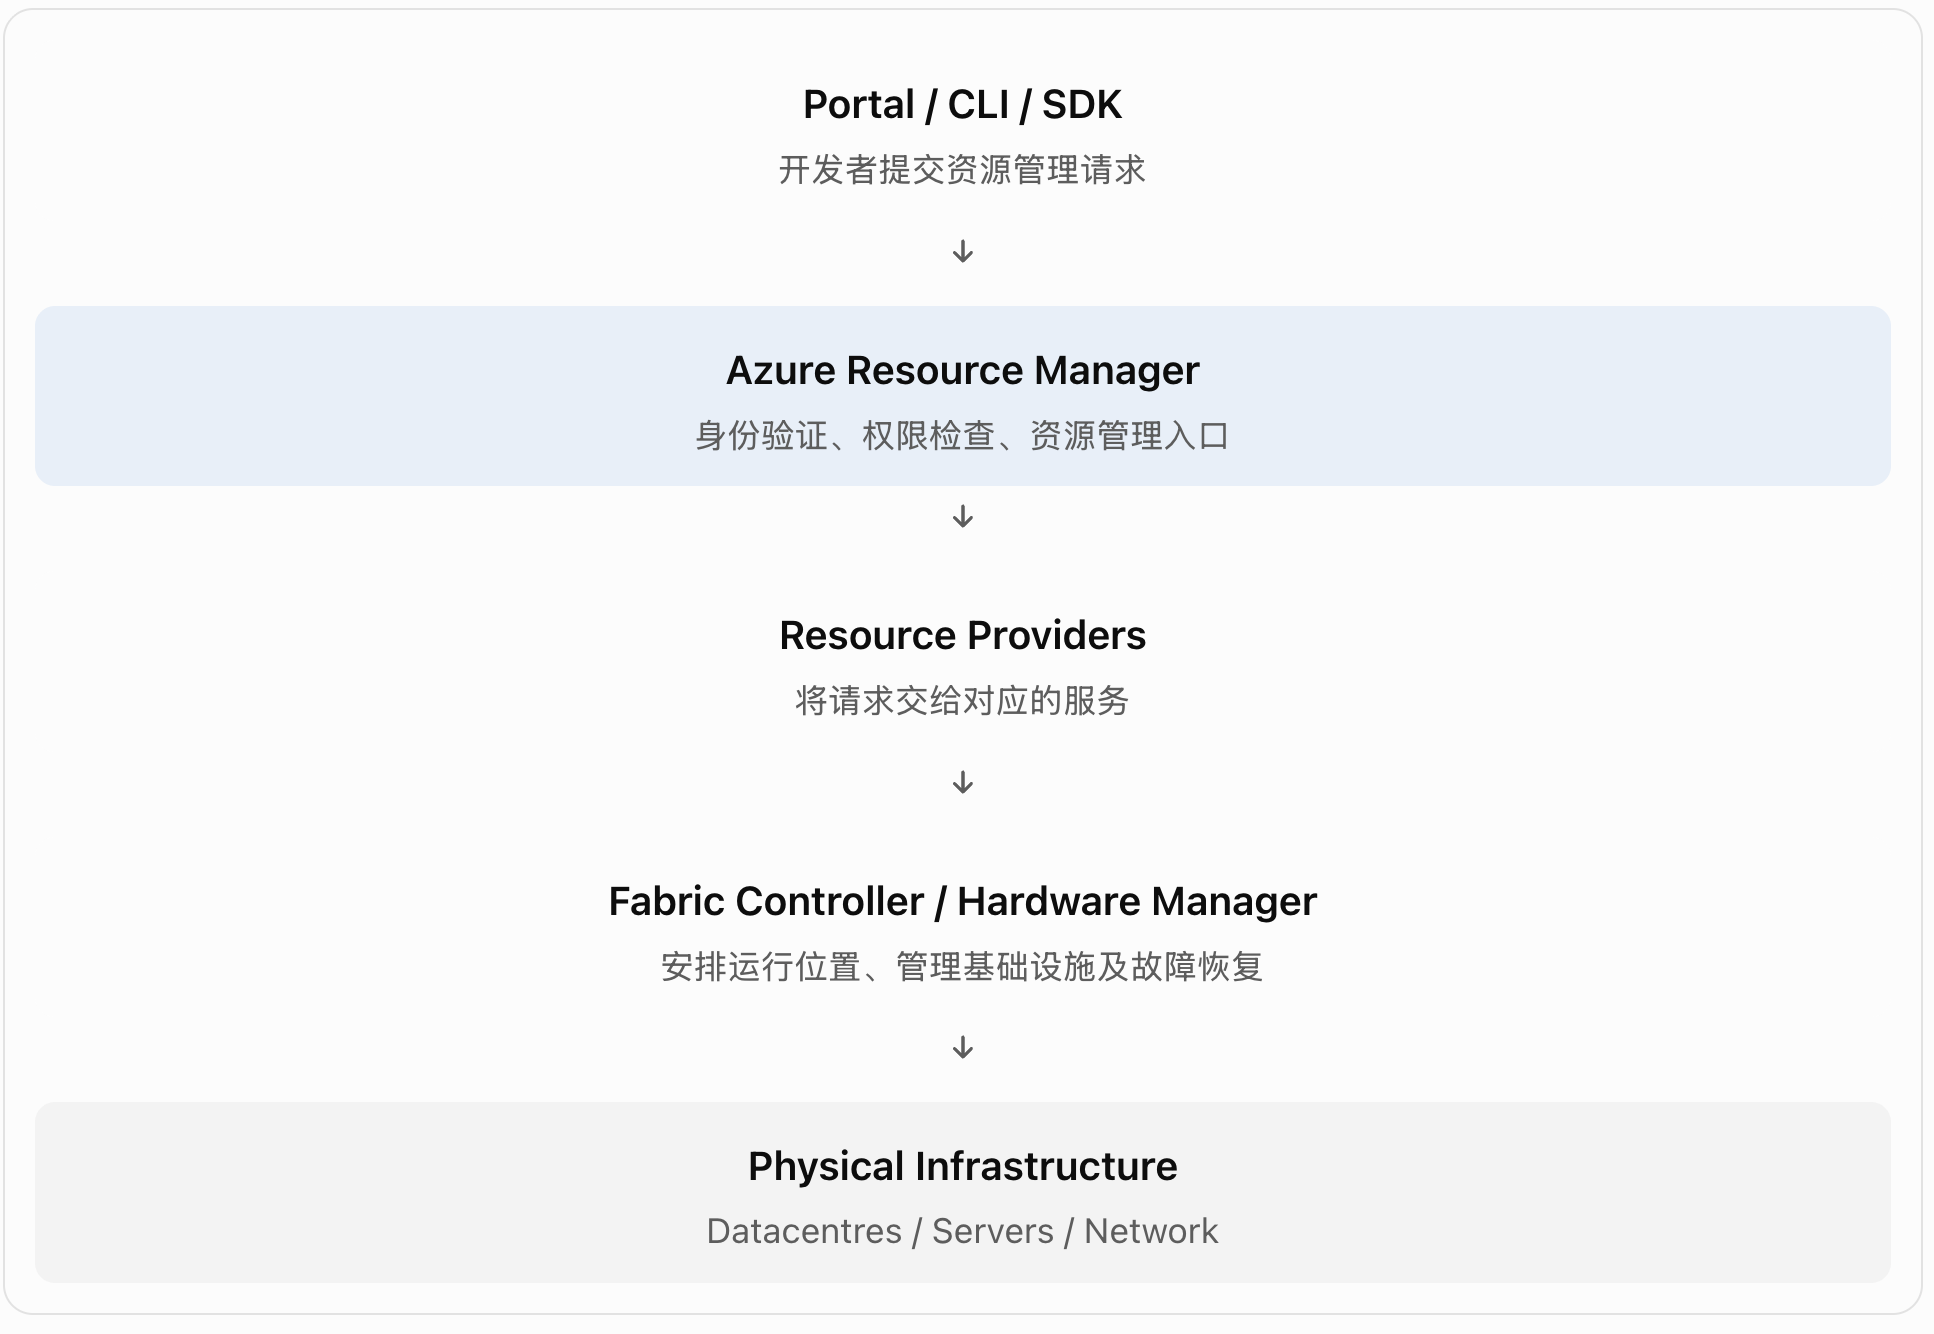 Portal / CLI / SDK
开发者提交资源管理请求
↓
Azure Resource Manager
身份验证、权限检查、资源管理入口
↓
Resource Providers
将请求交给对应的服务
↓
Fabric Controller / Hardware Manager
安排运行位置、管理基础设施及故障恢复
↓
Physical Infrastructure
Datacentres / Servers / Network